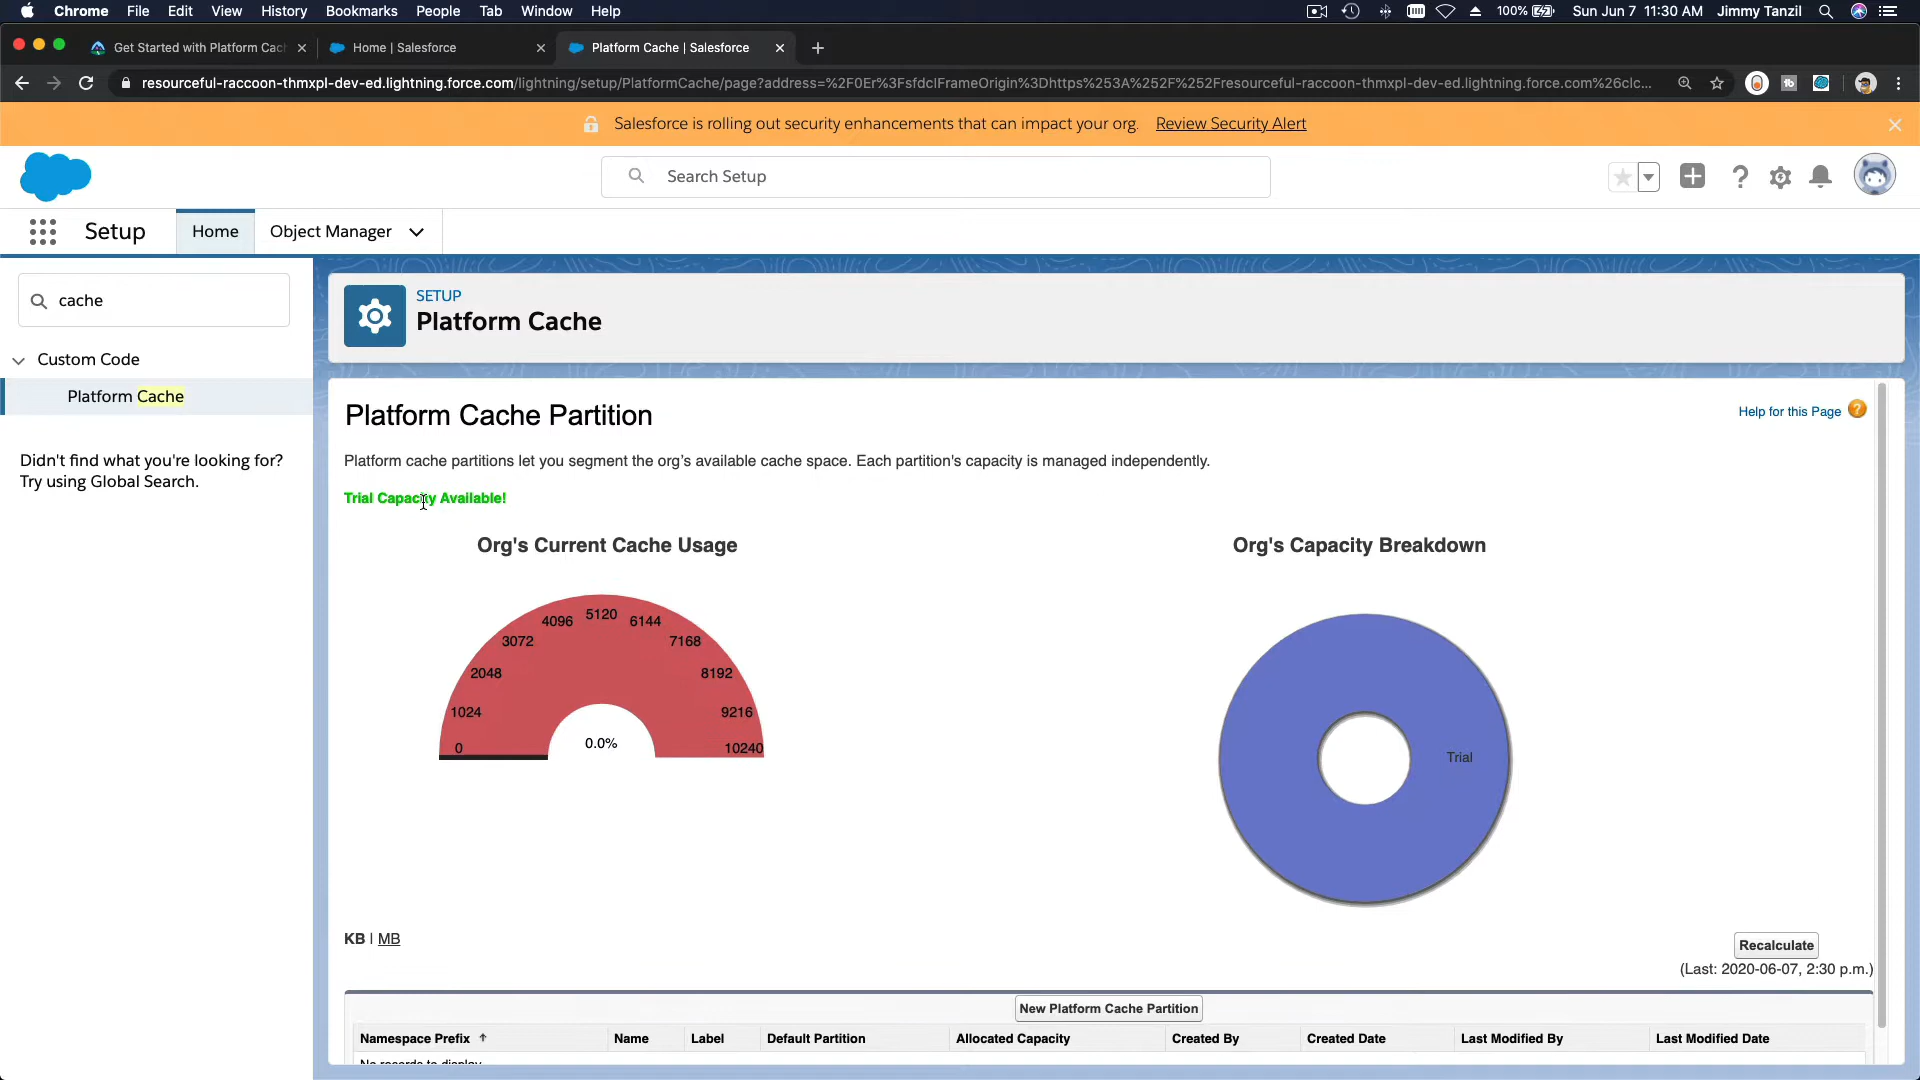 Chrome File Edit View History Bookmarks People Tab Window Help 100% Sun Jun 7 11:30 AM Jimmy Tanzil
Get Started with Platform Cac Home | Salesforce Platform Cache | Salesforce
resourceful-raccoon-thmxpl-dev-ed.lightning.force.com/lightning/setup/PlatformCache/page?address=%2F0Er%3FsfdcIFrameOrigin%3Dhttps%253A%252F%252Fresourceful-raccoon-thmxpl-dev-ed.lightning.force.com%26clc...
Salesforce is rolling out security enhancements that can impact your org. Review Security Alert
Search Setup
Setup Home Object Manager
cache
Custom Code
Platform Cache
Didn't find what you're looking for?
Try using Global Search.
SETUP
Platform Cache
Platform Cache Partition
Help for this Page ?
Platform cache partitions let you segment the org's available cache space. Each partition's capacity is managed independently.
Trial Capacity Available!
Org's Current Cache Usage
0
1024
2048
3072
4096
5120
6144
7168
8192
9216
10240
0.0%
Org's Capacity Breakdown
Trial
KB | MB
Recalculate
(Last: 2020-06-07, 2:30 p.m.)
New Platform Cache Partition
Namespace Prefix ↑ Name Label Default Partition Allocated Capacity Created By Created Date Last Modified By Last Modified Date
No records to display